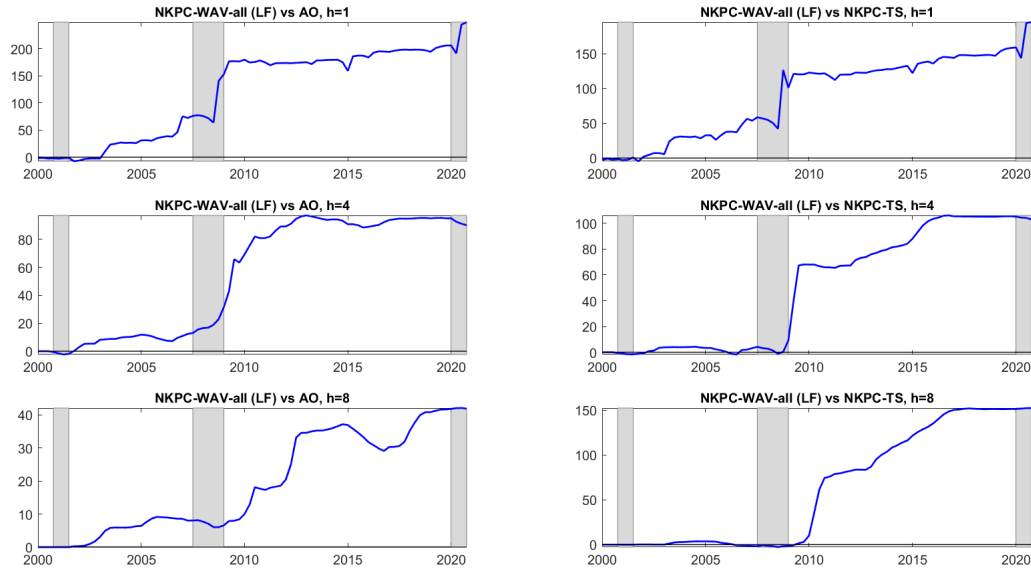 NKPC-WAV-all (LF) vs AO, h=1
200
150
100
50
0
2000 2005 2010 2015 2020
NKPC-WAV-all (LF) vs NKPC-TS, h=1
150
100
50
0
2000 2005 2010 2015 2020
NKPC-WAV-all (LF) vs AO, h=4
80
60
40
20
0
2000 2005 2010 2015 2020
NKPC-WAV-all (LF) vs NKPC-TS, h=4
100
80
60
40
20
0
2000 2005 2010 2015 2020
NKPC-WAV-all (LF) vs AO, h=8
40
30
20
10
0
2000 2005 2010 2015 2020
NKPC-WAV-all (LF) vs NKPC-TS, h=8
150
100
50
0
2000 2005 2010 2015 2020